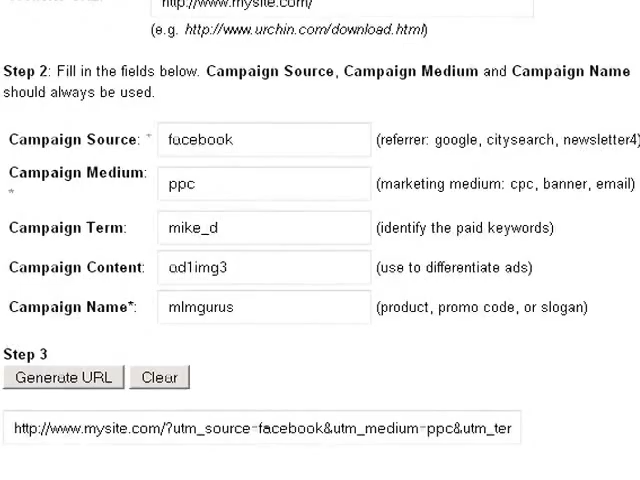 http://www.mysite.com/
(e.g. http://www.urchin.com/download.html)
Step 2: Fill in the fields below. Campaign Source, Campaign Medium and Campaign Name
should always be used.
Campaign Source: * facebook (referrer: google, citysearch, newsletter4)
Campaign Medium: * ppc (marketing medium: cpc, banner, email)
Campaign Term: mike_d (identify the paid keywords)
Campaign Content: ad1img3 (use to differentiate ads)
Campaign Name*: mlmgurus (product, promo code, or slogan)
Step 3
Generate URL Clear
http://www.mysite.com/?utm_source=facebook&utm_medium=ppc&utm_ter